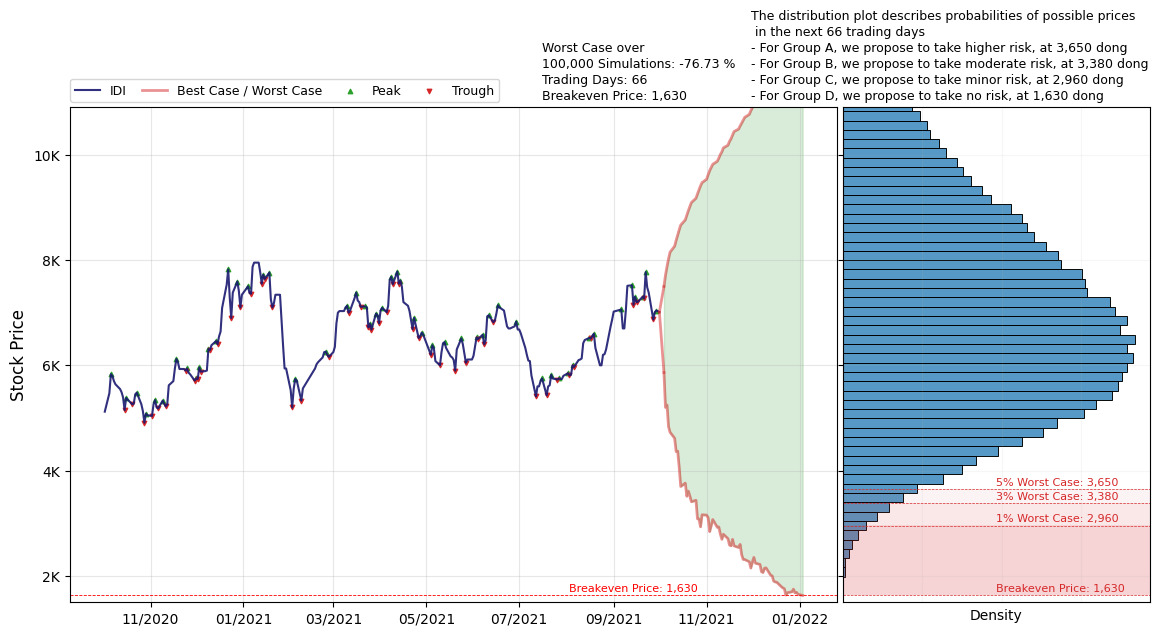 The distribution plot describes probabilities of possible prices
in the next 66 trading days
- For Group A, we propose to take higher risk, at 3,650 dong
- For Group B, we propose to take moderate risk, at 3,380 dong
- For Group C, we propose to take minor risk, at 2,960 dong
- For Group D, we propose to take no risk, at 1,630 dong
Worst Case over
100,000 Simulations: -76.73 %
Trading Days: 66
Breakeven Price: 1,630
IDI
Best Case / Worst Case
Peak
Trough
Stock Price
10K
8K
6K
4K
2K
Breakeven Price: 1,630
11/2020
01/2021
03/2021
05/2021
07/2021
09/2021
11/2021
01/2022
5% Worst Case: 3,650
3% Worst Case: 3,380
1% Worst Case: 2,960
Breakeven Price: 1,630
Density